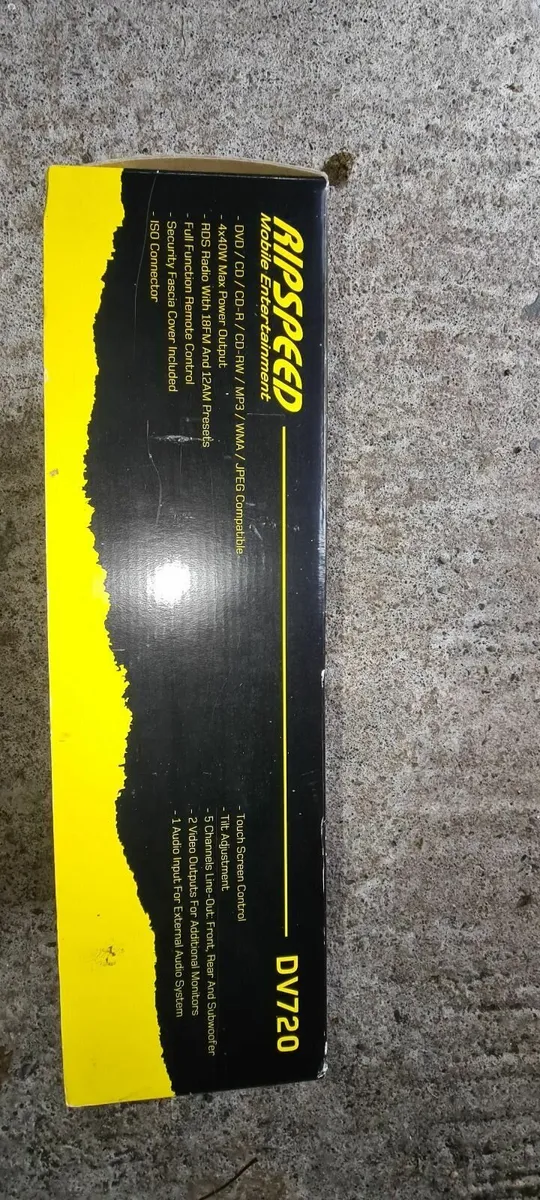 RIPSPEED
Mobile Entertainment
DV720
- DVD / CD / CD-R / CD-RW / MP3 / WMA / JPEG Compatible
- 4x40W Max Power Output
- RDS Radio With 18FM And 12AM Presets
- Full Function Remote Control
- Security Fascia Cover Included
- ISO Connector
- Touch Screen Control
- Tilt Adjustment
- 5 Channels Line-Out: Front, Rear And Subwoofer
- 2 Video Outputs For Additional Monitors
- 1 Audio Input For External Audio System